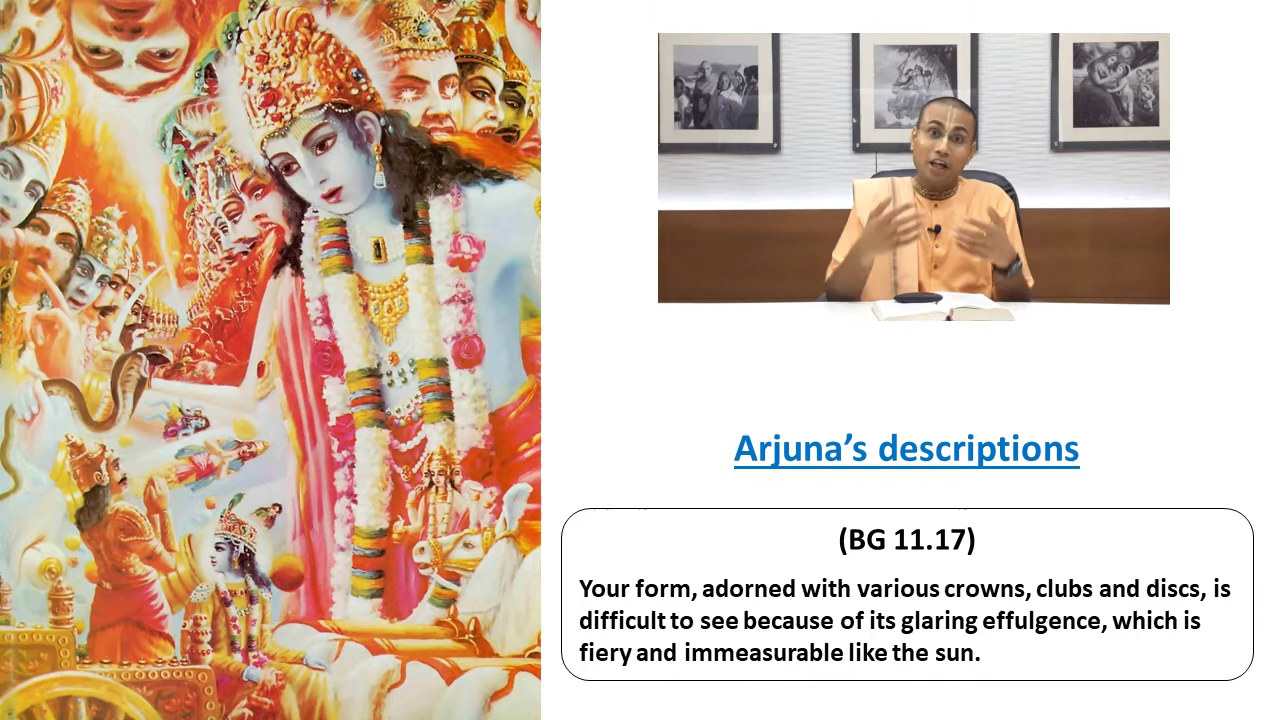 Arjuna’s descriptions
(BG 11.17)
Your form, adorned with various crowns, clubs and discs, is
difficult to see because of its glaring effulgence, which is
fiery and immeasurable like the sun.